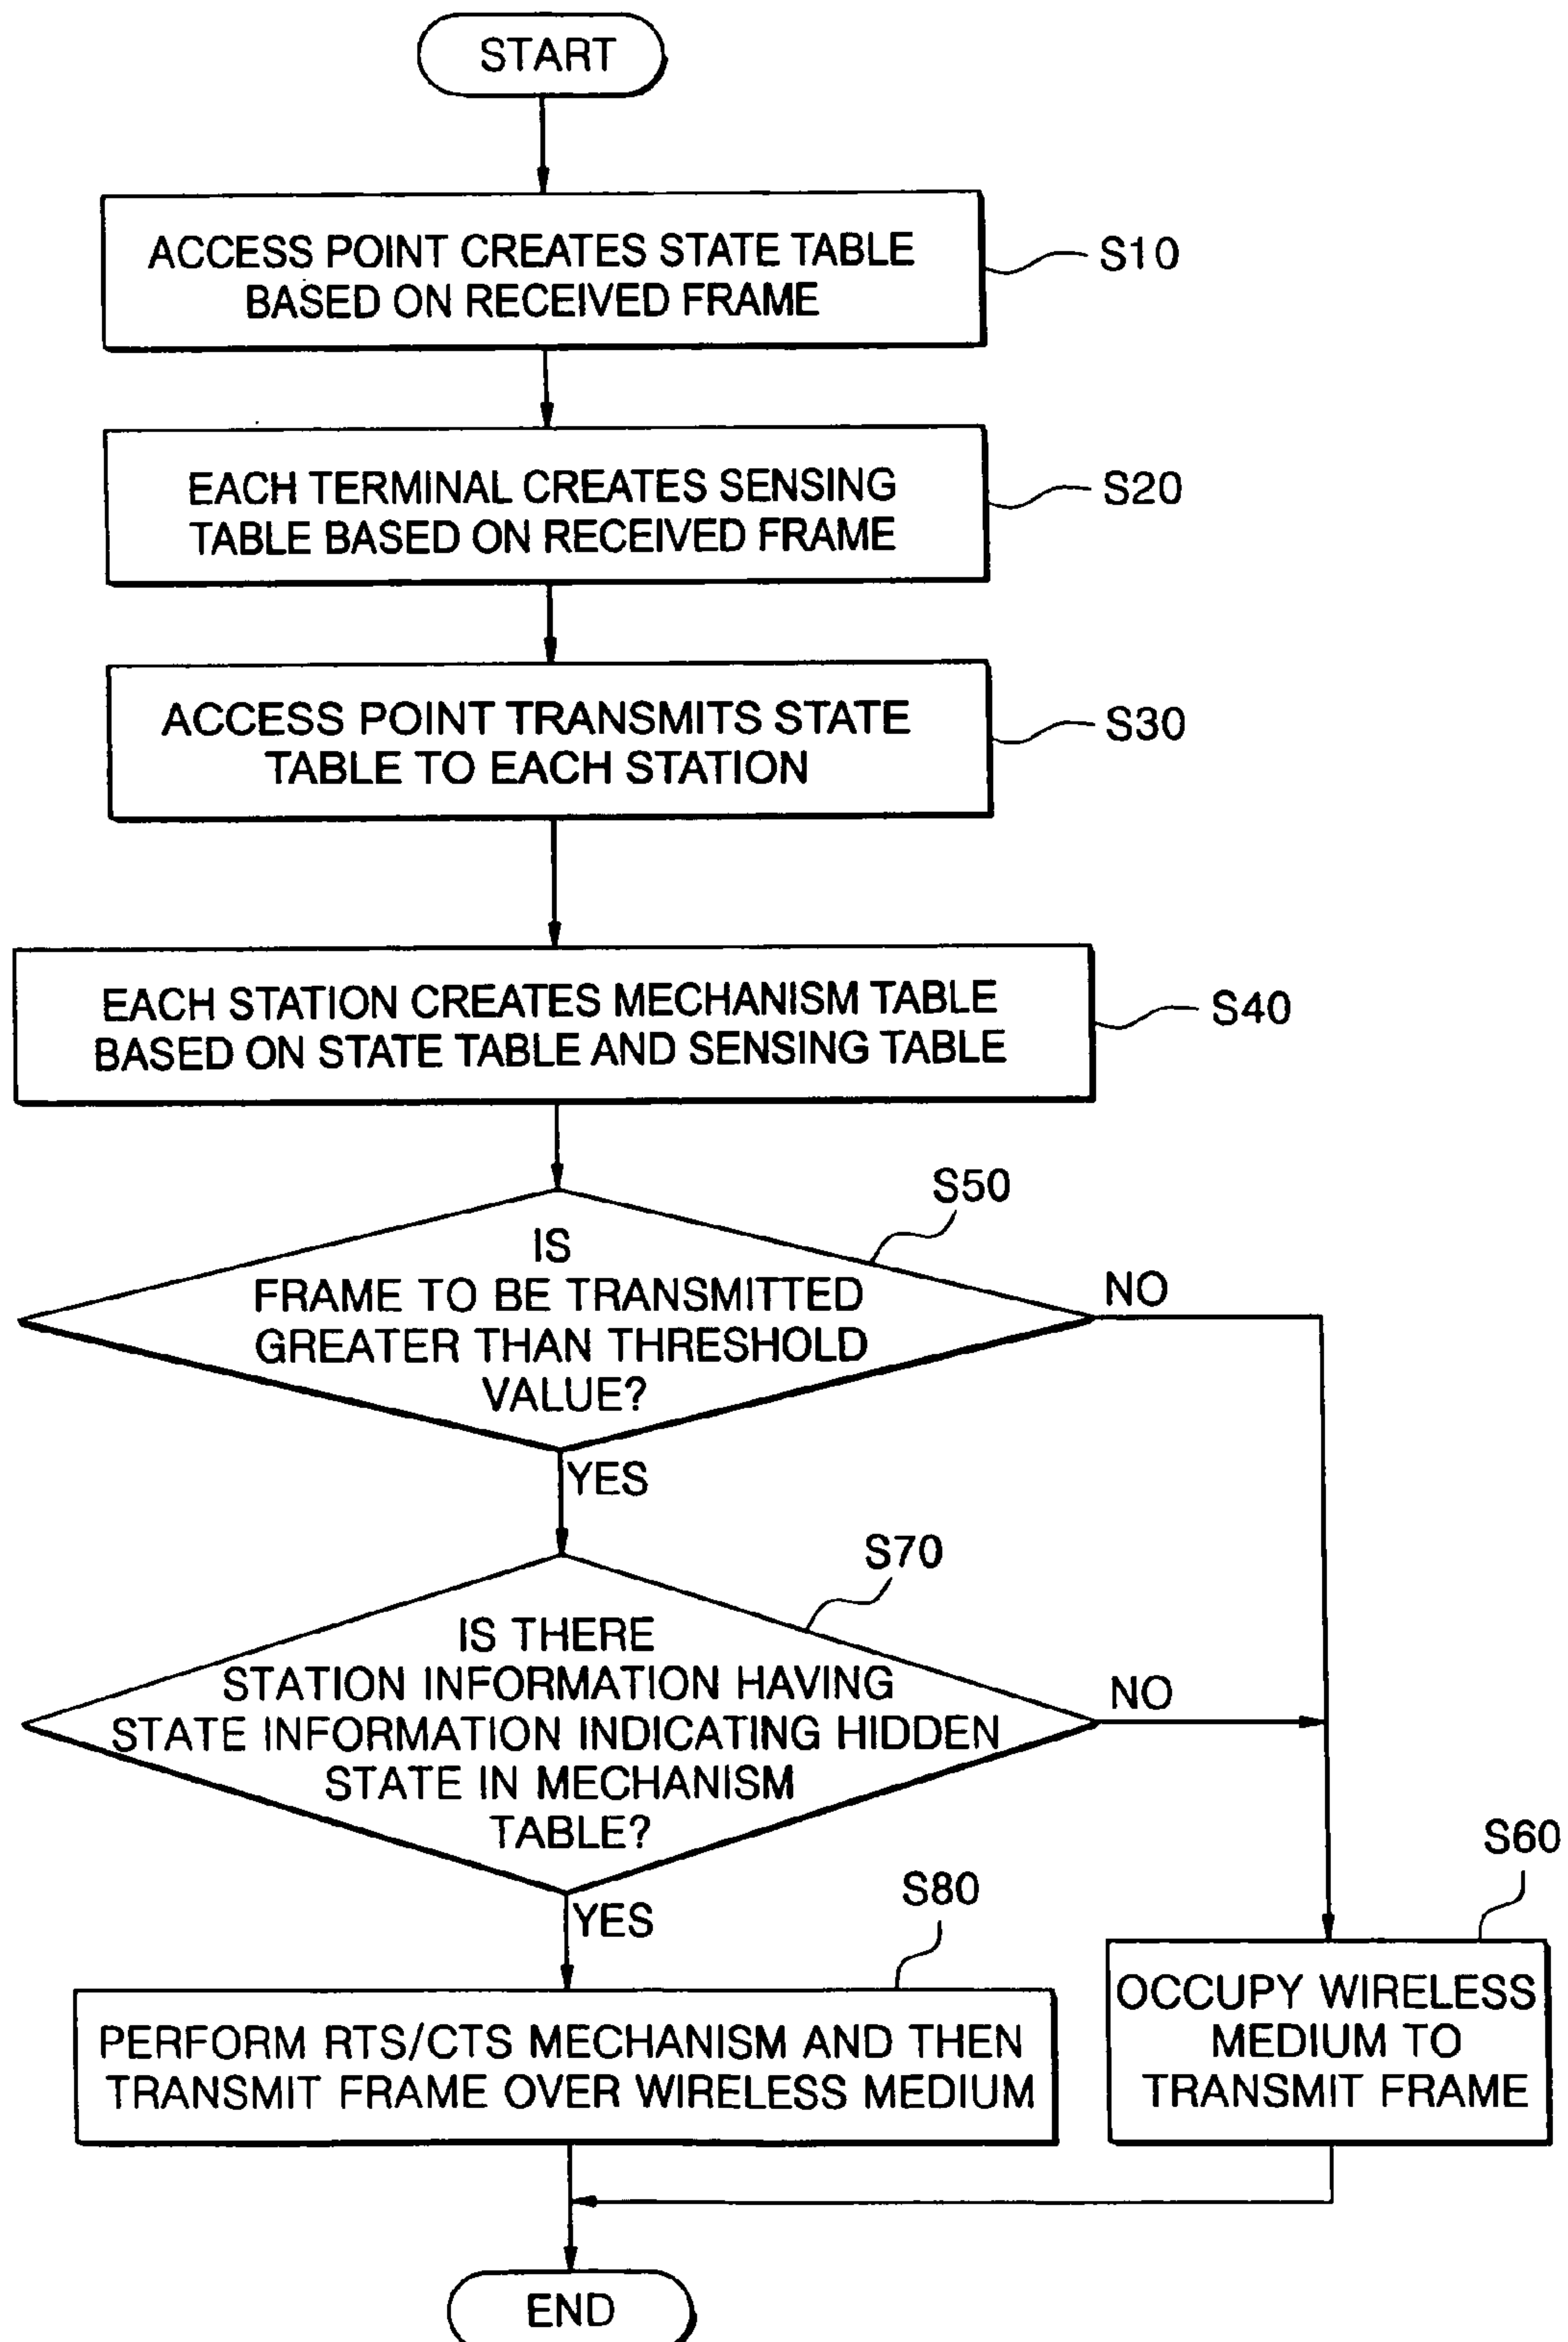 START
ACCESS POINT CREATES STATE TABLE
BASED ON RECEIVED FRAME
S10
EACH TERMINAL CREATES SENSING
TABLE BASED ON RECEIVED FRAME
S20
ACCESS POINT TRANSMITS STATE
TABLE TO EACH STATION
S30
EACH STATION CREATES MECHANISM TABLE
BASED ON STATE TABLE AND SENSING TABLE
S40
S50
IS
FRAME TO BE TRANSMITTED
GREATER THAN THRESHOLD
VALUE?
NO
YES
S70
IS THERE
STATION INFORMATION HAVING
STATE INFORMATION INDICATING HIDDEN
STATE IN MECHANISM
TABLE?
NO
YES
S80
PERFORM RTS/CTS MECHANISM AND THEN
TRANSMIT FRAME OVER WIRELESS MEDIUM
S60
OCCUPY WIRELESS
MEDIUM TO
TRANSMIT FRAME
END